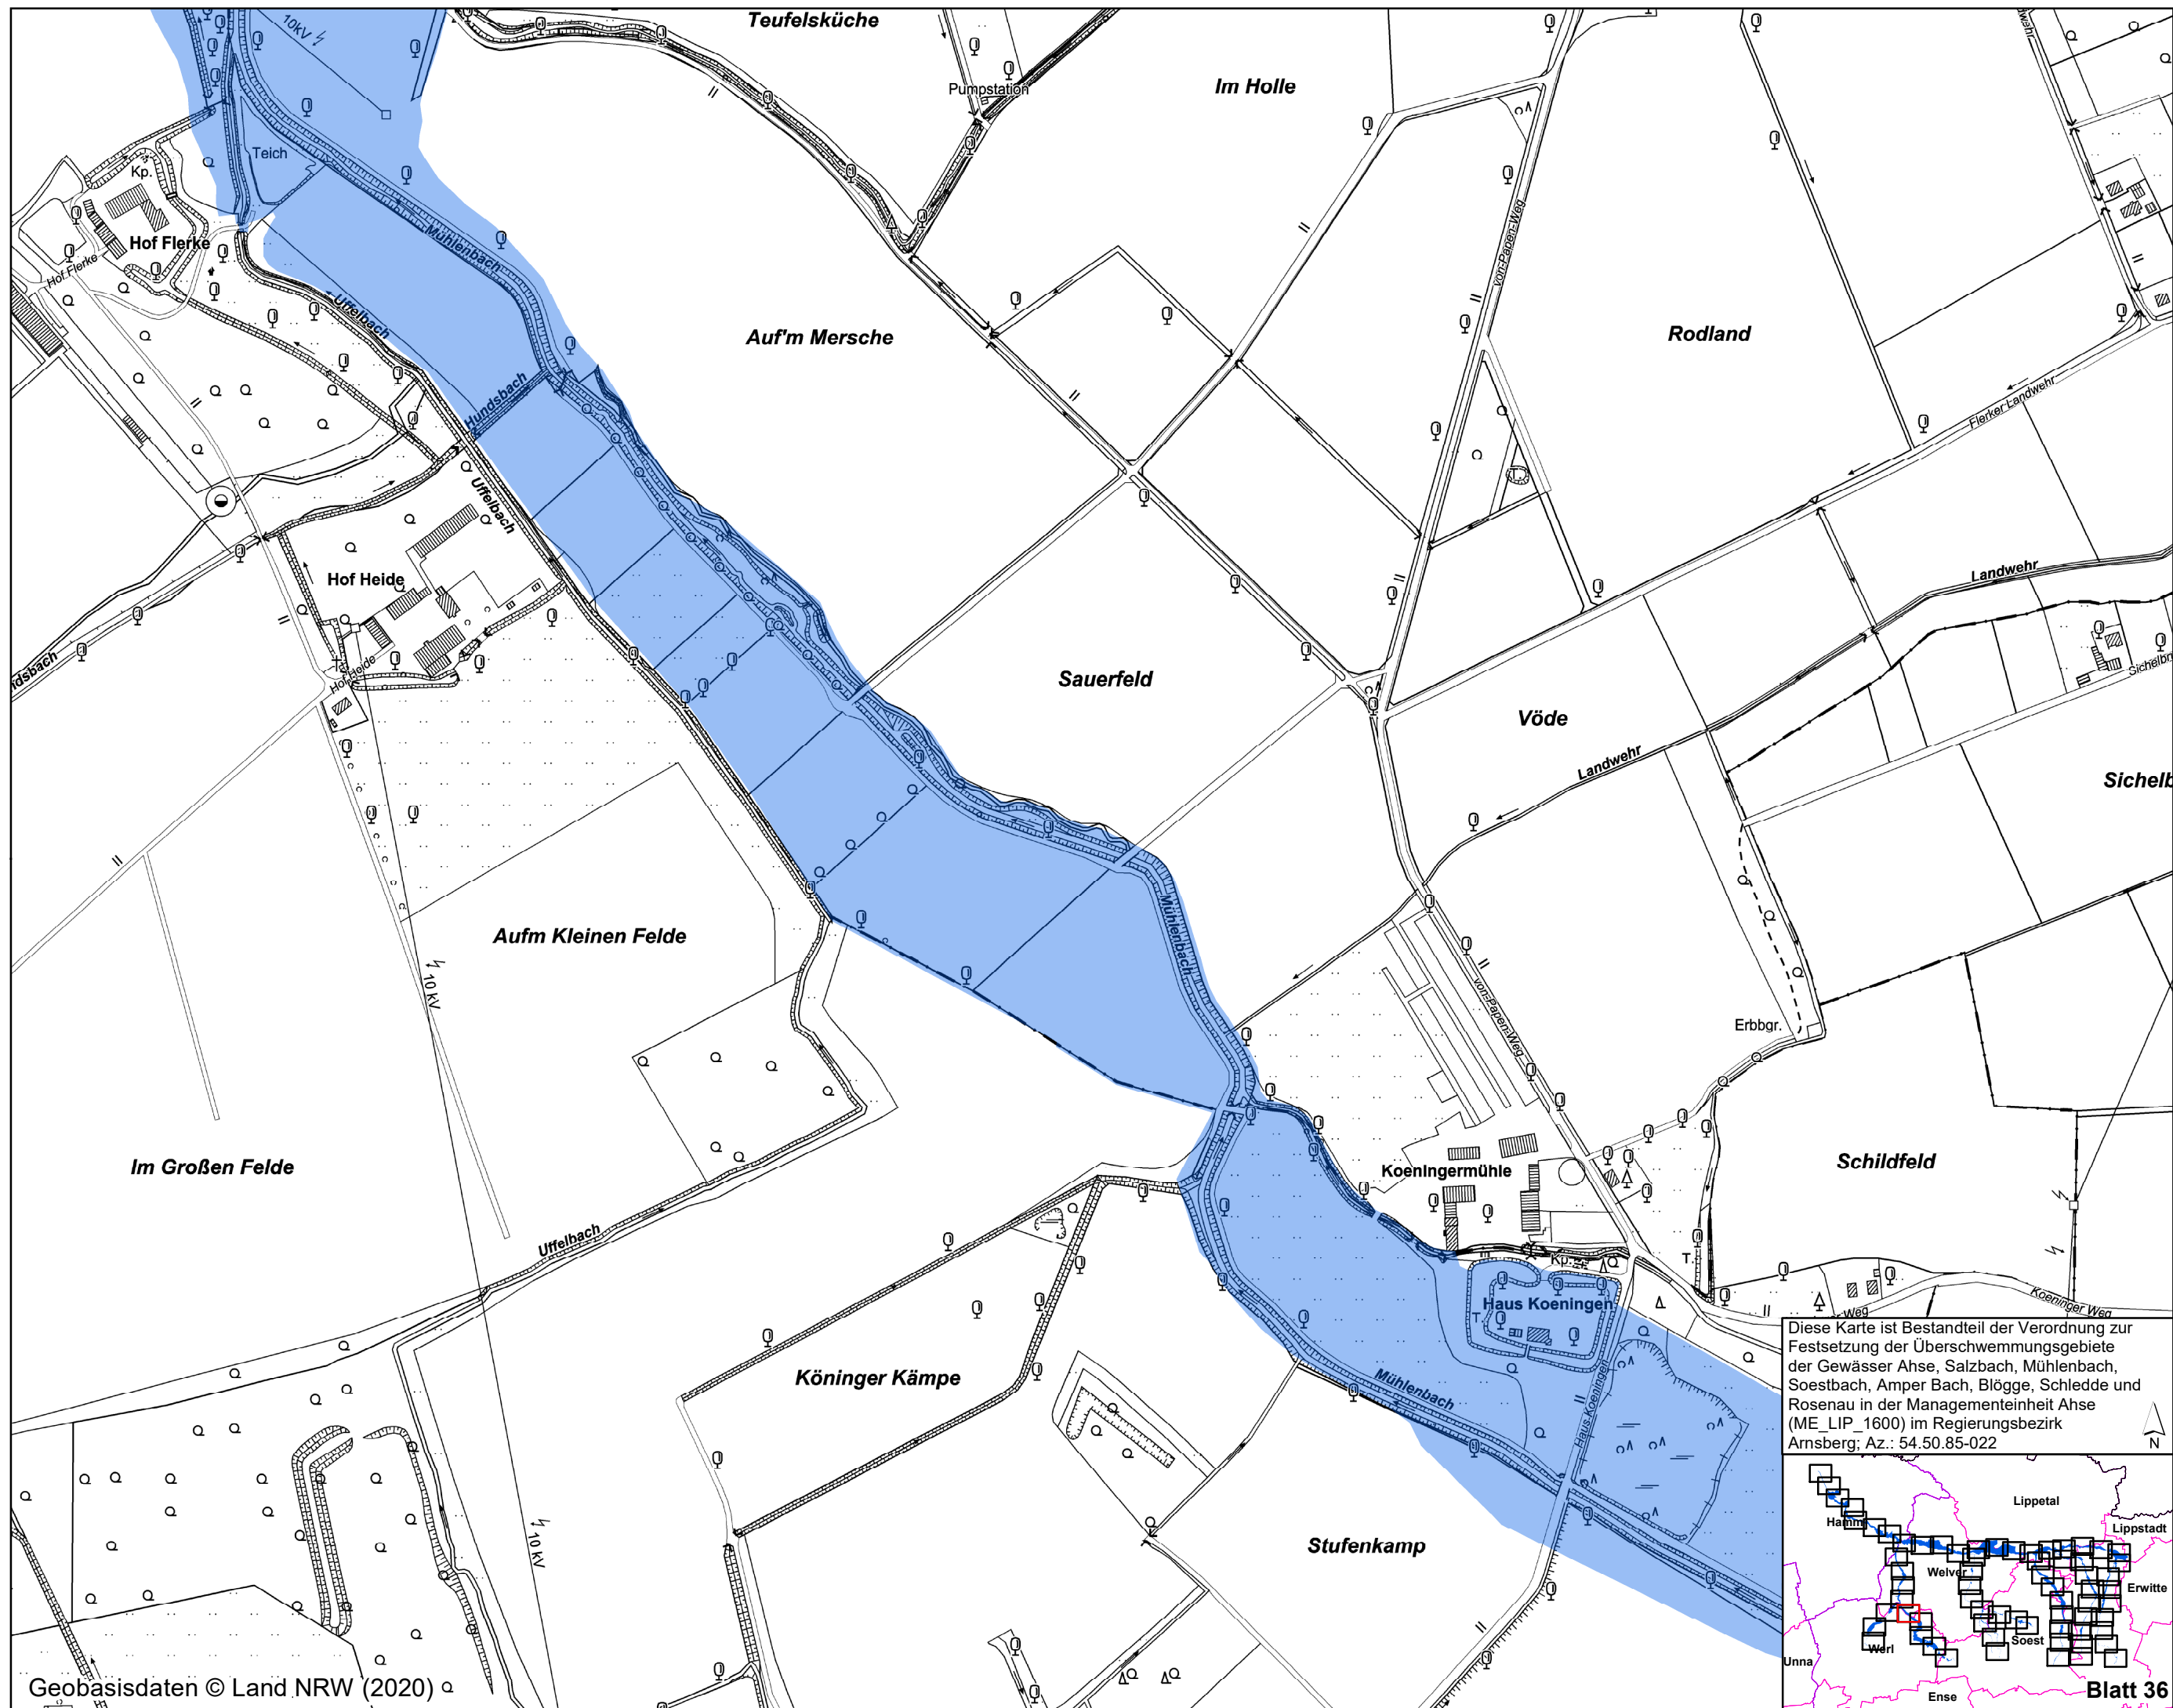 Teufelsküche
10kV
Pumpstation
Im Holle
Teich
Kp.
Hof Flerke
Hof Flerke
Mühlenbach
Uffelbach
von-Papen-Weg
Auf'm Mersche
Rodland
Hundsbach
Flerker Landwehr
Uffelbach
T.
Hof Heide
Landwehr
Hof Heide
Sauerfeld
Vöde
Landwehr
Aufm Kleinen Felde
10 kV
Mühlenbach
von-Papen-Weg
Erbbgr.
Im Großen Felde
Koeningermühle
Schildfeld
Uffelbach
Kp.
T.
Haus Koeningen
T.
Koeninger Weg
Weg
Köninger Kämpe
Mühlenbach
Haus Koeningen
Stufenkamp
10 kV
Diese Karte ist Bestandteil der Verordnung zur
Festsetzung der Überschwemmungsgebiete
der Gewässer Ahse, Salzbach, Mühlenbach,
Soestbach, Amper Bach, Blögge, Schledde und
Rosenau in der Managementeinheit Ahse
(ME_LIP_1600) im Regierungsbezirk
Arnsberg; Az.: 54.50.85-022
N
Lippetal
Hamm
Lippstadt
Welver
Erwitte
Soest
Werl
Unna
Ense
Geobasisdaten © Land NRW (2020)
Blatt 36